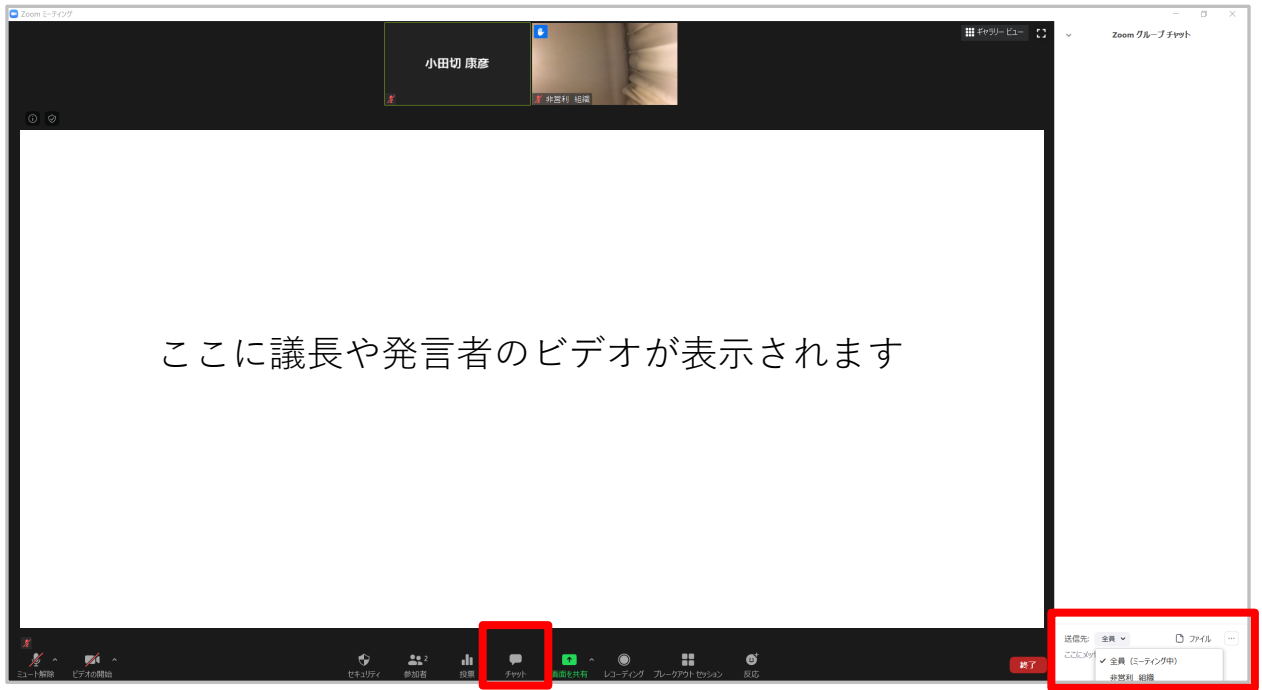 Zoom ミーティング
小田切 康彦
非営利 組織
ギャラリー ビュー
Zoom グループ チャット
ここに議長や発言者のビデオが表示されます
送信先: 全員 ファイル
ここにメッ
全員 (ミーティング中)
非営利 組織
ミュート解除 ビデオの開始 セキュリティ 参加者 2 投票 チャット 画面を共有 レコーディング ブレークアウト セッション 反応 終了